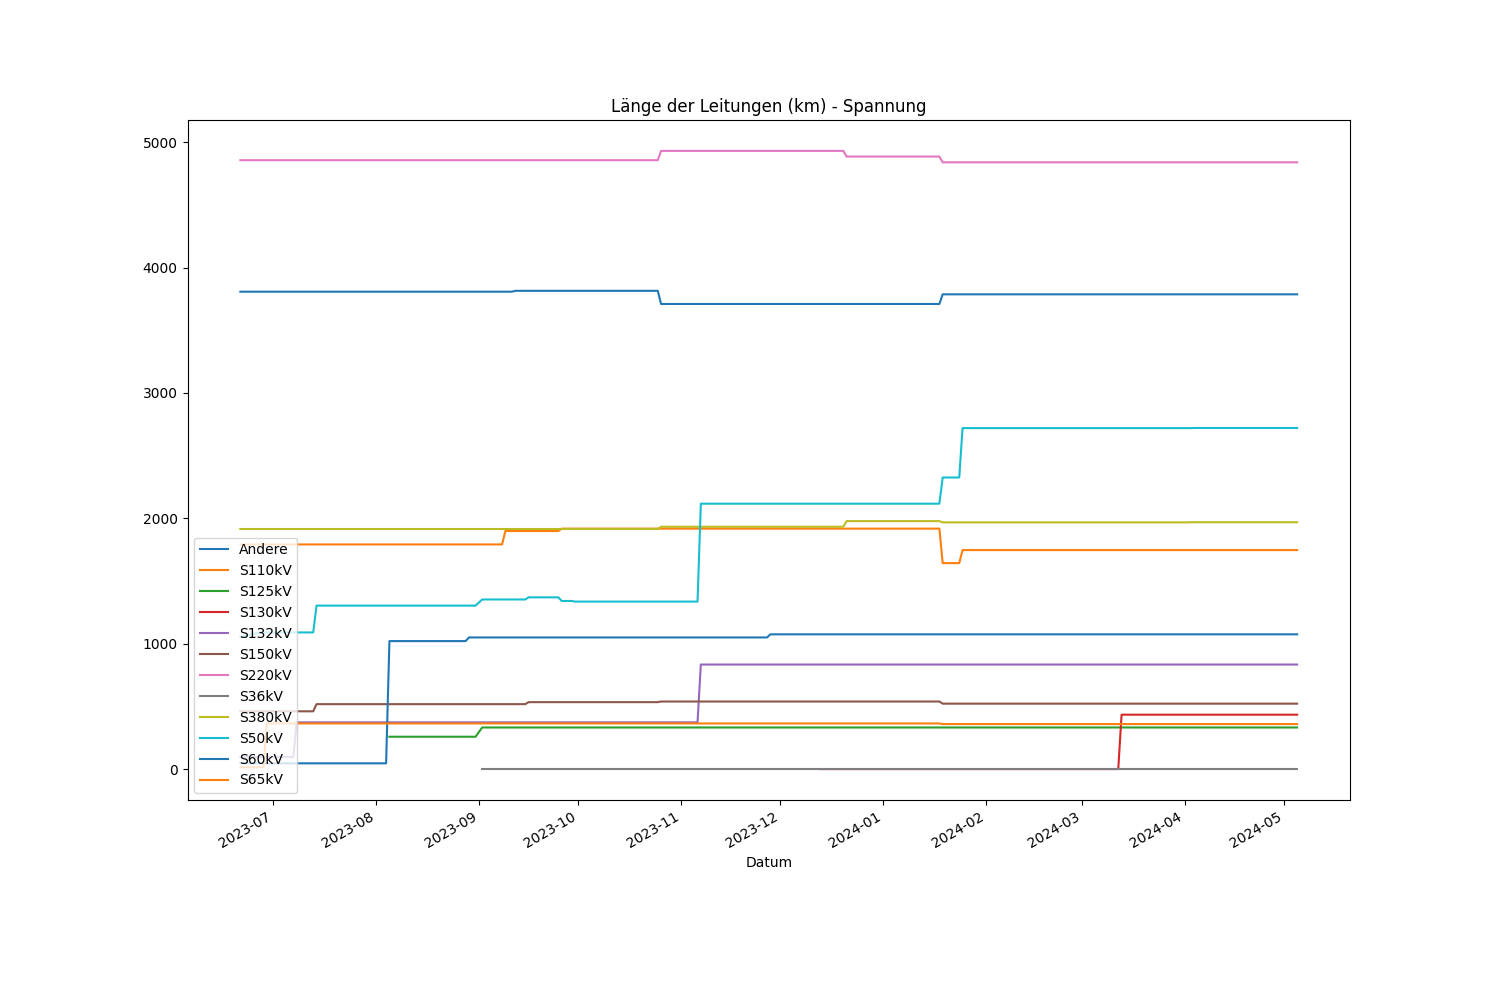 Länge der Leitungen (km) - Spannung
5000
4000
3000
2000
1000
0
Andere
S110kV
S125kV
S130kV
S132kV
S150kV
S220kV
S36kV
S380kV
S50kV
S60kV
S65kV
2023-07
2023-08
2023-09
2023-10
2023-11
2023-12
2024-01
2024-02
2024-03
2024-04
2024-05
Datum